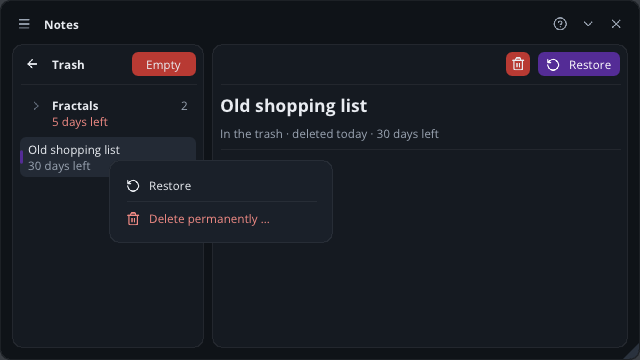 Notes
Trash
Empty
Restore
Fractals
2
5 days left
Old shopping list
30 days left
Old shopping list
In the trash · deleted today · 30 days left
Restore
Delete permanently ...